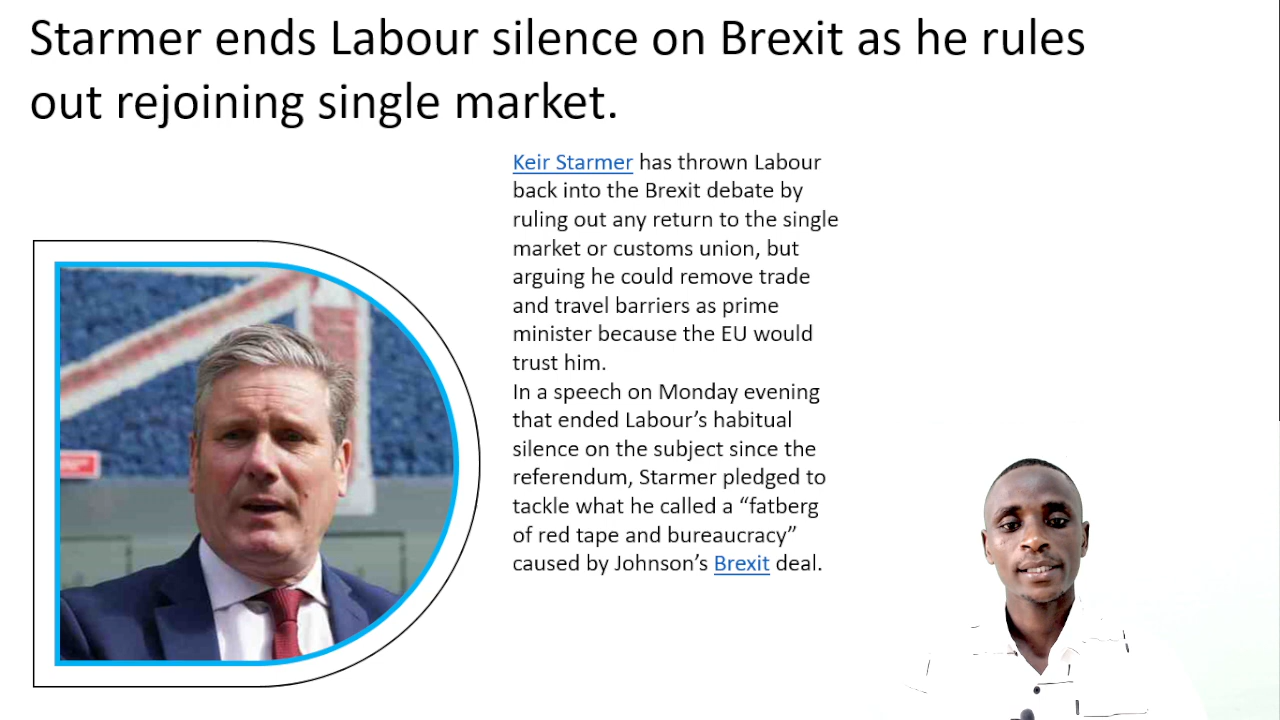 Starmer ends Labour silence on Brexit as he rules
out rejoining single market.
Keir Starmer has thrown Labour
back into the Brexit debate by
ruling out any return to the single
market or customs union, but
arguing he could remove trade
and travel barriers as prime
minister because the EU would
trust him.
In a speech on Monday evening
that ended Labour’s habitual
silence on the subject since the
referendum, Starmer pledged to
tackle what he called a “fatberg
of red tape and bureaucracy”
caused by Johnson’s Brexit deal.